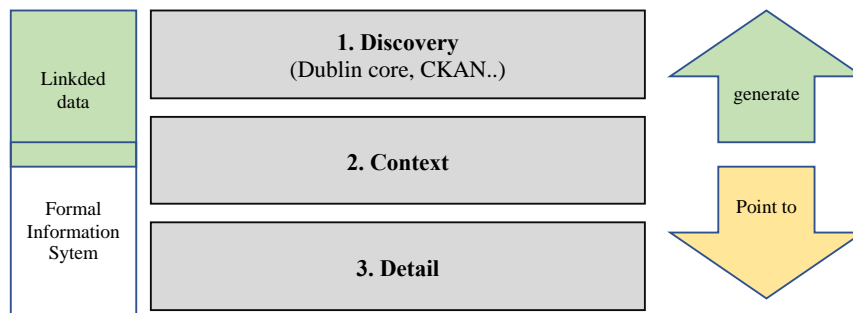 Linkded
data
Formal
Information
Sytem
1. Discovery
(Dublin core, CKAN..)
2. Context
3. Detail
generate
Point to